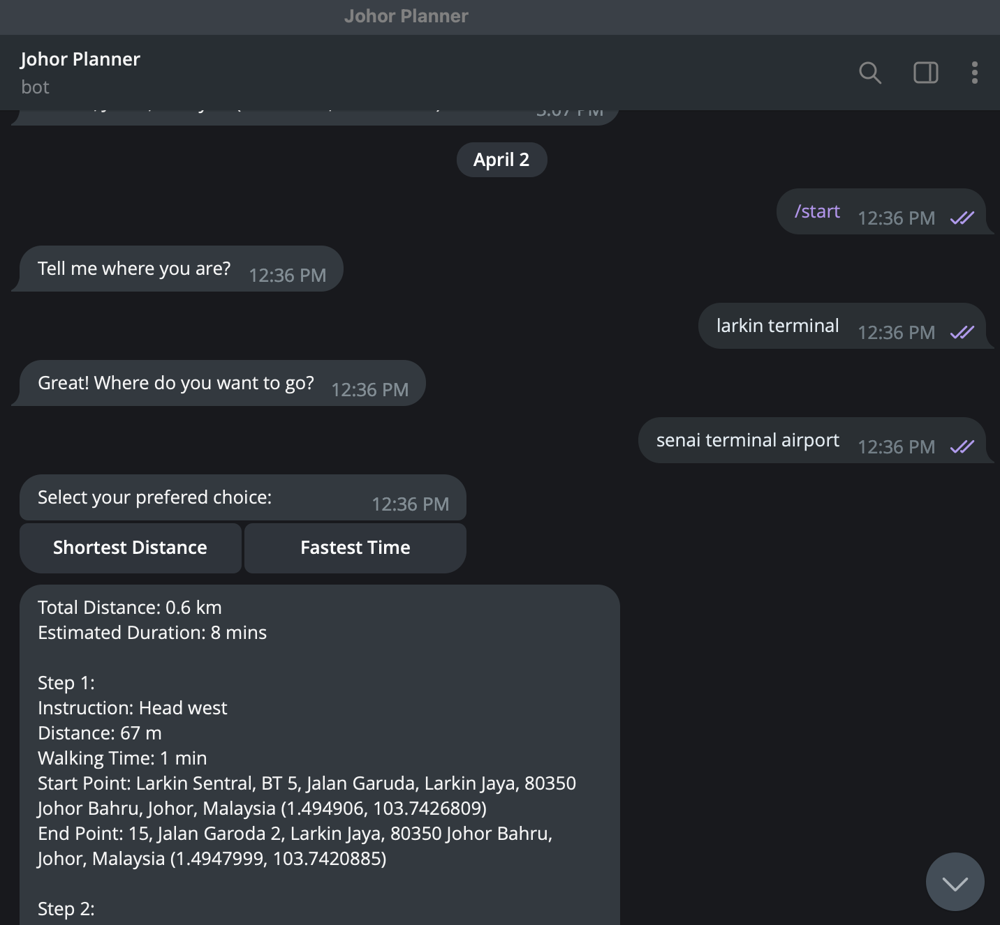 Johor Planner
Johor Planner
bot
3:07 PM
April 2
/start 12:36 PM
Tell me where you are? 12:36 PM
larkin terminal 12:36 PM
Great! Where do you want to go? 12:36 PM
senai terminal airport 12:36 PM
Select your prefered choice: 12:36 PM
Shortest Distance Fastest Time
Total Distance: 0.6 km
Estimated Duration: 8 mins
Step 1:
Instruction: Head west
Distance: 67 m
Walking Time: 1 min
Start Point: Larkin Sentral, BT 5, Jalan Garuda, Larkin Jaya, 80350
Johor Bahru, Johor, Malaysia (1.494906, 103.7426809)
End Point: 15, Jalan Garoda 2, Larkin Jaya, 80350 Johor Bahru,
Johor, Malaysia (1.4947999, 103.7420885)
Step 2: